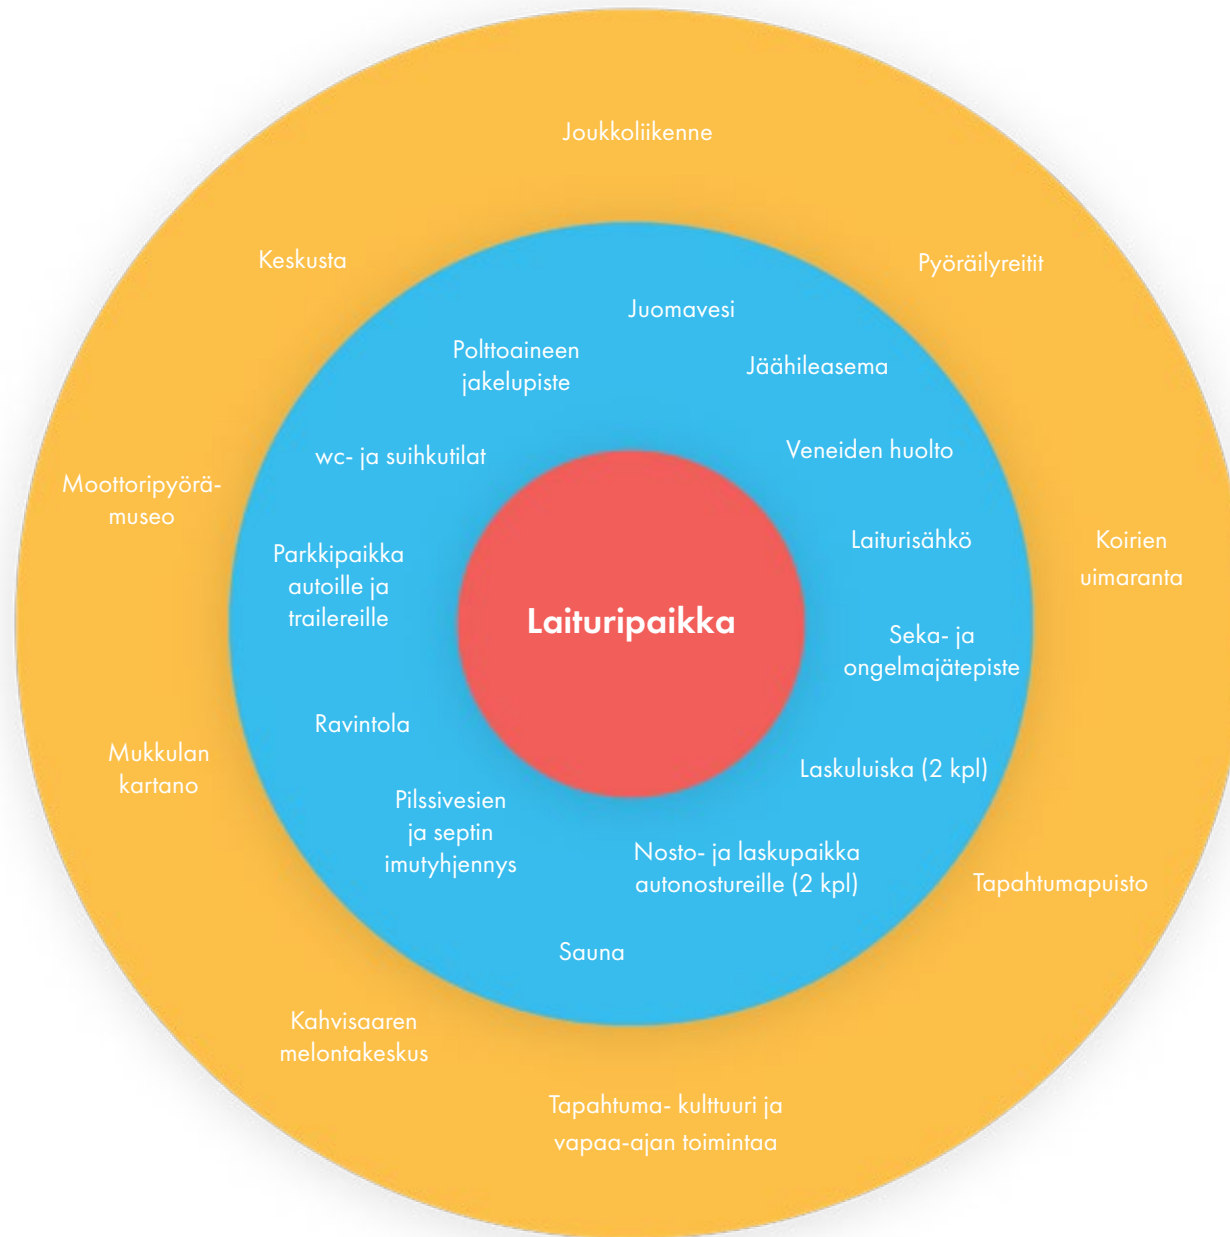 Joukkoliikenne
Keskusta
Pyöräilyreitit
Juomavesi
Polttoaineen
jakelupiste
Jäähileasema
wc- ja suihkutilat
Veneiden huolto
Moottoripyörä-
museo
Parkkipaikka
autoille ja
trailereille
Laiturisähkö
Koirien
uimaranta
Laituripaikka
Seka- ja
ongelmajätepiste
Ravintola
Mukkulan
kartano
Laskuluiska (2 kpl)
Pilssivesien
ja septin
imutyhjennys
Nosto- ja laskupaikka
autonostureille (2 kpl)
Tapahtumapuisto
Sauna
Kahvisaaren
melontakeskus
Tapahtuma- kulttuuri ja
vapaa-ajan toimintaa